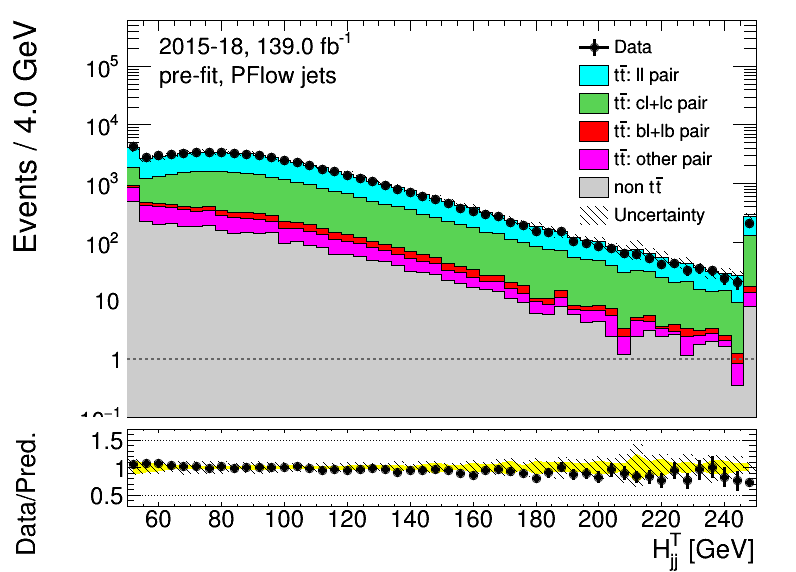 Events / 4.0 GeV
10⁵
10⁴
10³
10²
10
1
10⁻¹
2015-18, 139.0 fb⁻¹
pre-fit, PFlow jets
Data
tt̄: ll pair
tt̄: cl+lc pair
tt̄: bl+lb pair
tt̄: other pair
non tt̄
Uncertainty
Data/Pred.
1.5
1
0.5
60 80 100 120 140 160 180 200 220 240
H^T_jj [GeV]